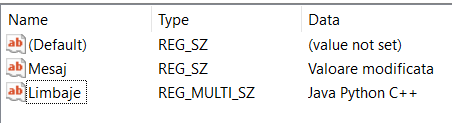 Name Type Data
(Default) REG_SZ (value not set)
Mesaj REG_SZ Valoare modificata
Limbaje REG_MULTI_SZ Java Python C++